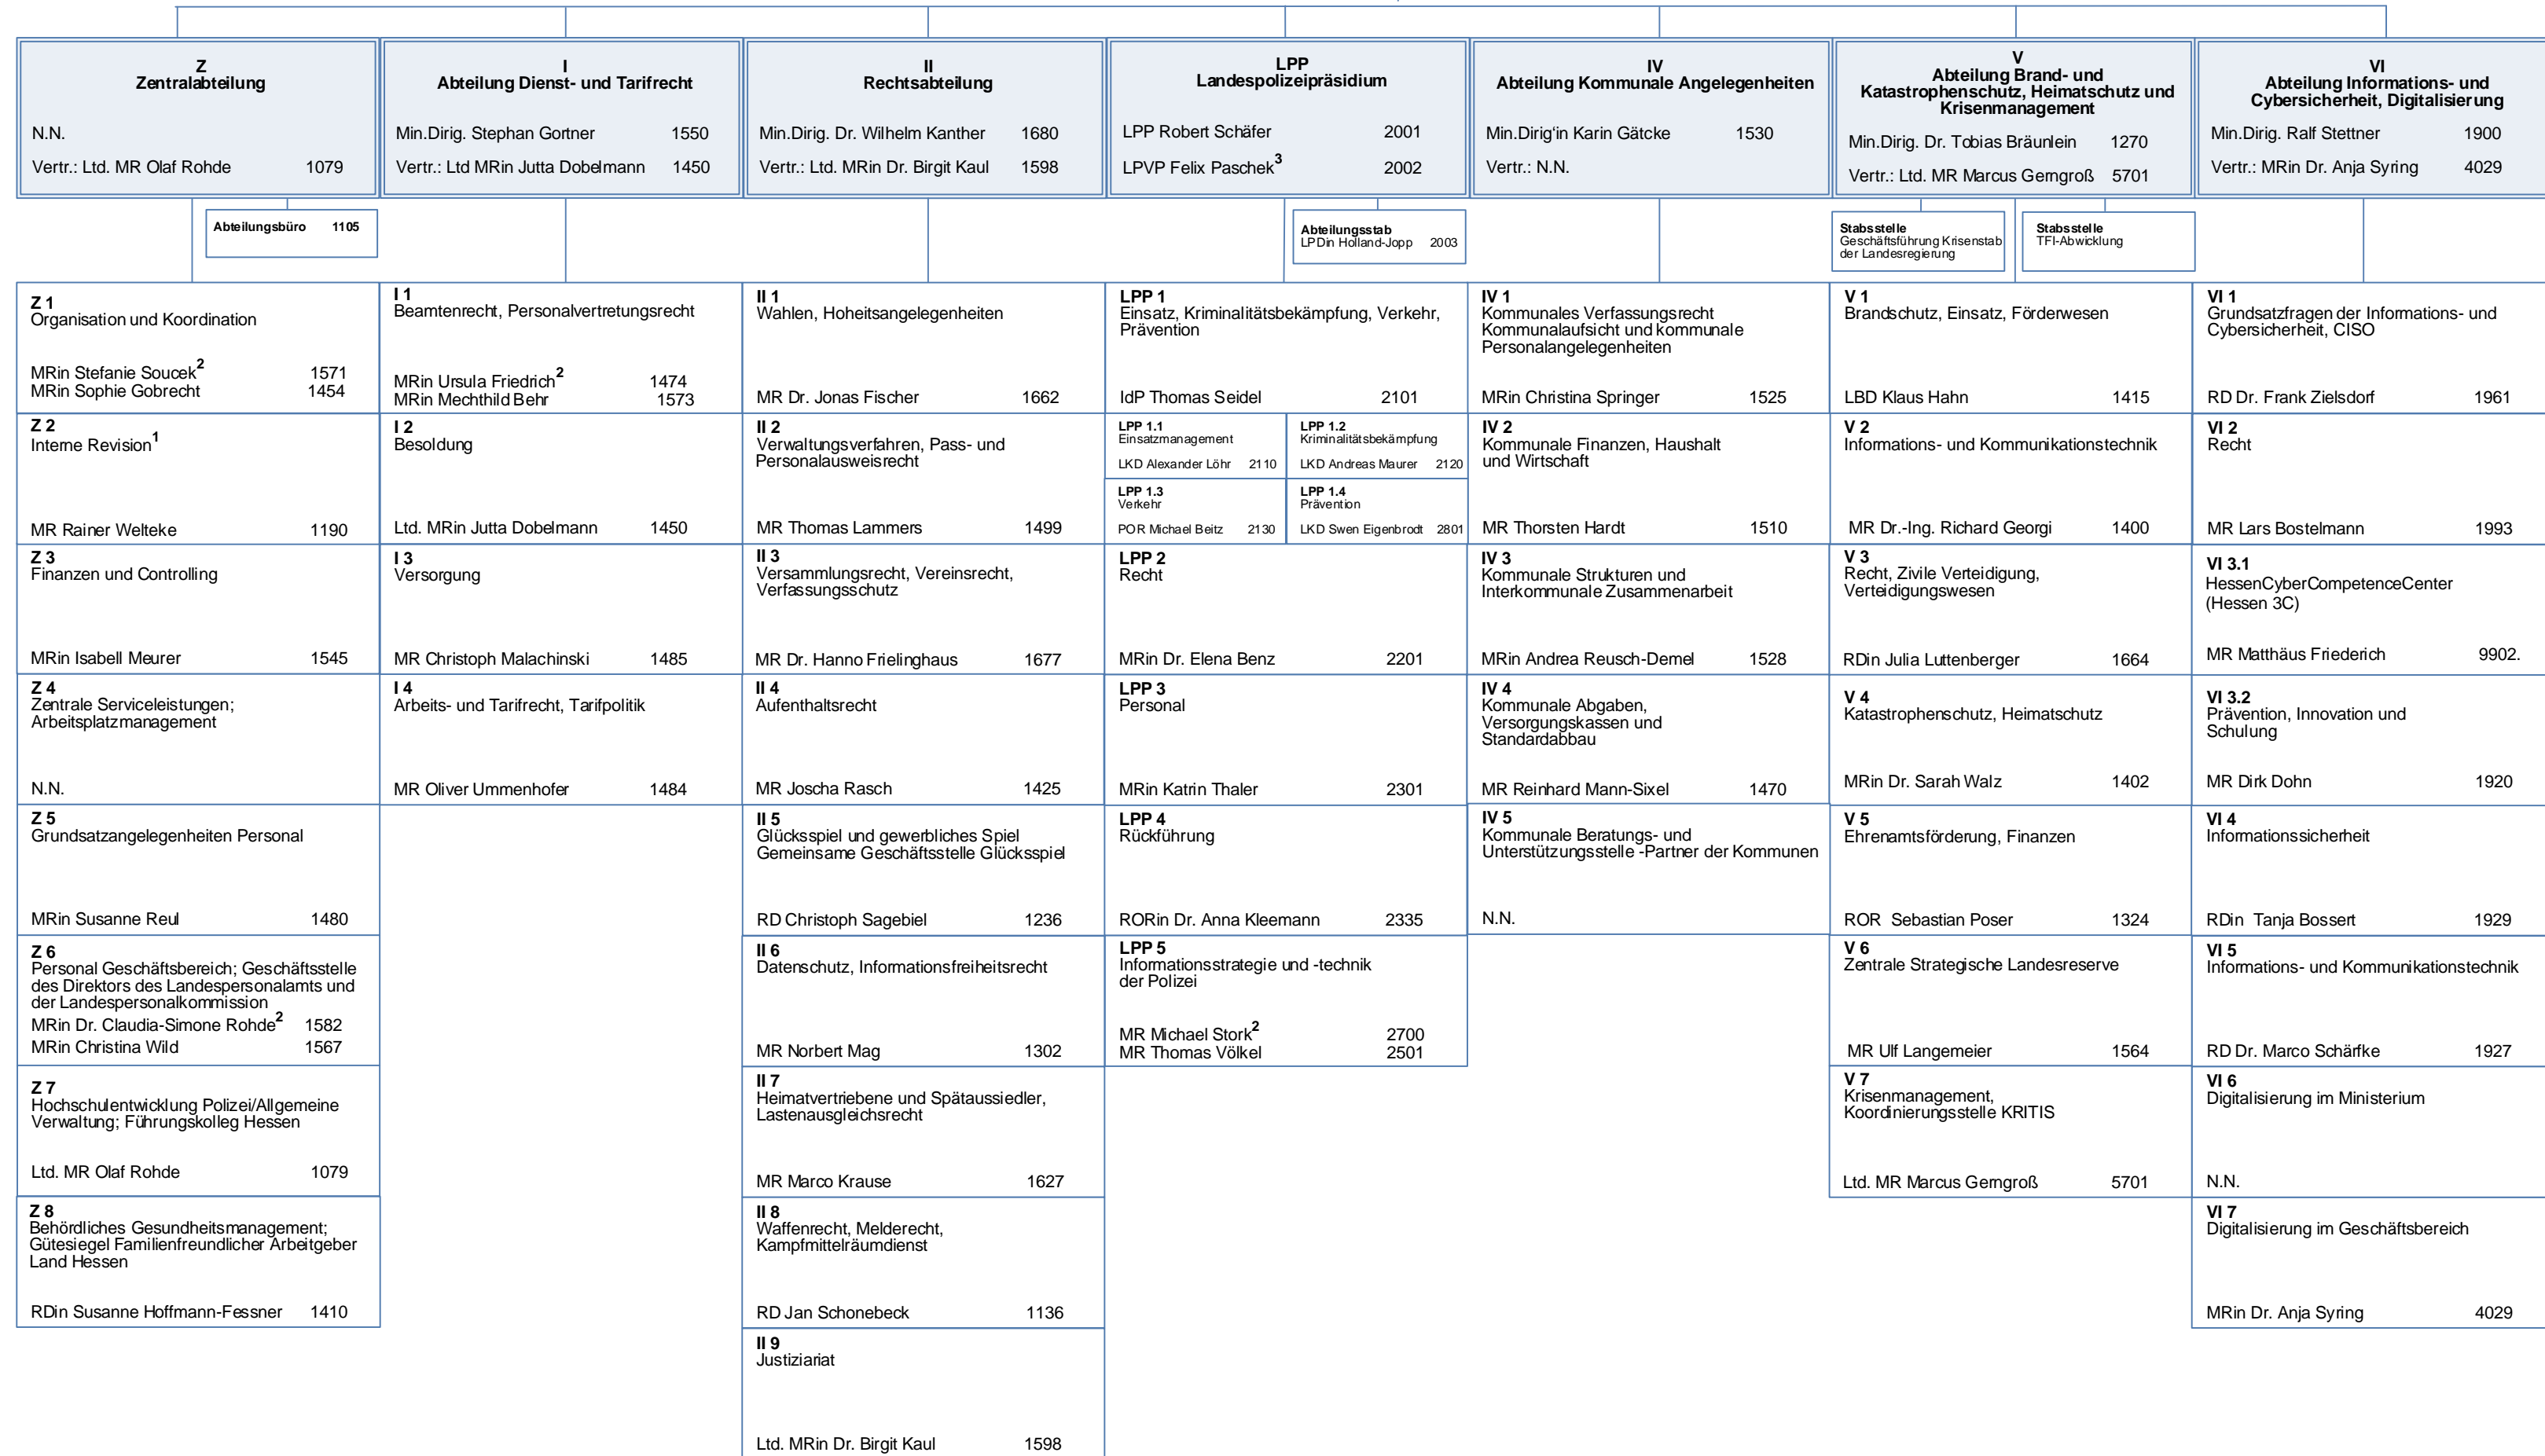 Z
Zentralabteilung
N.N.
Vertr.: Ltd. MR Olaf Rohde 1079
Abteilungsbüro 1105
Z 1
Organisation und Koordination
MRin Stefanie Soucek2 1571
MRin Sophie Gobrecht 1454
Z 2
Interne Revision1
MR Rainer Welteke 1190
Z 3
Finanzen und Controlling
MRin Isabell Meurer 1545
Z 4
Zentrale Serviceleistungen;
Arbeitsplatzmanagement
N.N.
Z 5
Grundsatzangelegenheiten Personal
MRin Susanne Reul 1480
Z 6
Personal Geschäftsbereich; Geschäftsstelle
des Direktors des Landespersonalamts und
der Landespersonalkommission
MRin Dr. Claudia-Simone Rohde2 1582
MRin Christina Wild 1567
Z 7
Hochschulentwicklung Polizei/Allgemeine
Verwaltung; Führungskolleg Hessen
Ltd. MR Olaf Rohde 1079
Z 8
Behördliches Gesundheitsmanagement;
Gütesiegel Familienfreundlicher Arbeitgeber
Land Hessen
RDin Susanne Hoffmann-Fessner 1410
I
Abteilung Dienst- und Tarifrecht
Min.Dirig. Stephan Gortner 1550
Vertr.: Ltd MRin Jutta Dobelmann 1450
I 1
Beamtenrecht, Personalvertretungsrecht
MRin Ursula Friedrich2 1474
MRin Mechthild Behr 1573
I 2
Besoldung
Ltd. MRin Jutta Dobelmann 1450
I 3
Versorgung
MR Christoph Malachinski 1485
I 4
Arbeits- und Tarifrecht, Tarifpolitik
MR Oliver Ummenhofer 1484
II
Rechtsabteilung
Min.Dirig. Dr. Wilhelm Kanther 1680
Vertr.: Ltd. MRin Dr. Birgit Kaul 1598
II 1
Wahlen, Hoheitsangelegenheiten
MR Dr. Jonas Fischer 1662
II 2
Verwaltungsverfahren, Pass- und
Personalausweisrecht
MR Thomas Lammers 1499
II 3
Versammlungsrecht, Vereinsrecht,
Verfassungsschutz
MR Dr. Hanno Frielinghaus 1677
II 4
Aufenthaltsrecht
MR Joscha Rasch 1425
II 5
Glücksspiel und gewerbliches Spiel
Gemeinsame Geschäftsstelle Glücksspiel
RD Christoph Sagebiel 1236
II 6
Datenschutz, Informationsfreiheitsrecht
MR Norbert Mag 1302
II 7
Heimatvertriebene und Spätaussiedler,
Lastenausgleichsrecht
MR Marco Krause 1627
II 8
Waffenrecht, Melderecht,
Kampfmittelräumdienst
RD Jan Schonebeck 1136
II 9
Justiziariat
Ltd. MRin Dr. Birgit Kaul 1598
LPP
Landespolizeipräsidium
LPP Robert Schäfer 2001
LPVP Felix Paschek3 2002
Abteilungsstab
LPDin Holland-Jopp 2003
LPP 1
Einsatz, Kriminalitätsbekämpfung, Verkehr,
Prävention
IdP Thomas Seidel 2101
LPP 1.1
Einsatzmanagement
LKD Alexander Löhr 2110
LPP 1.2
Kriminalitätsbekämpfung
LKD Andreas Maurer 2120
LPP 1.3
Verkehr
POR Michael Beitz 2130
LPP 1.4
Prävention
LKD Swen Eigenbrodt 2801
LPP 2
Recht
MRin Dr. Elena Benz 2201
LPP 3
Personal
MRin Katrin Thaler 2301
LPP 4
Rückführung
RORin Dr. Anna Kleemann 2335
LPP 5
Informationsstrategie und -technik
der Polizei
MR Michael Stork2 2700
MR Thomas Völkel 2501
IV
Abteilung Kommunale Angelegenheiten
Min.Dirig'in Karin Gätcke 1530
Vertr.: N.N.
IV 1
Kommunales Verfassungsrecht
Kommunalaufsicht und kommunale
Personalangelegenheiten
MRin Christina Springer 1525
IV 2
Kommunale Finanzen, Haushalt
und Wirtschaft
MR Thorsten Hardt 1510
IV 3
Kommunale Strukturen und
Interkommunale Zusammenarbeit
MRin Andrea Reusch-Demel 1528
IV 4
Kommunale Abgaben,
Versorgungskassen und
Standardabbau
MR Reinhard Mann-Sixel 1470
IV 5
Kommunale Beratungs- und
Unterstützungsstelle -Partner der Kommunen
N.N.
V
Abteilung Brand- und
Katastrophenschutz, Heimatschutz und
Krisenmanagement
Min.Dirig. Dr. Tobias Bräunlein 1270
Vertr.: Ltd. MR Marcus Gerngroß 5701
Stabsstelle
Geschäftsführung Krisenstab
der Landesregierung
Stabsstelle
TFI-Abwicklung
V 1
Brandschutz, Einsatz, Förderwesen
LBD Klaus Hahn 1415
V 2
Informations- und Kommunikationstechnik
MR Dr.-Ing. Richard Georgi 1400
V 3
Recht, Zivile Verteidigung,
Verteidigungswesen
RDin Julia Luttenberger 1664
V 4
Katastrophenschutz, Heimatschutz
MRin Dr. Sarah Walz 1402
V 5
Ehrenamtsförderung, Finanzen
ROR Sebastian Poser 1324
V 6
Zentrale Strategische Landesreserve
MR Ulf Langemeier 1564
V 7
Krisenmanagement,
Koordinierungsstelle KRITIS
Ltd. MR Marcus Gerngroß 5701
VI
Abteilung Informations- und
Cybersicherheit, Digitalisierung
Min.Dirig. Ralf Stettner 1900
Vertr.: MRin Dr. Anja Syring 4029
VI 1
Grundsatzfragen der Informations- und
Cybersicherheit, CISO
RD Dr. Frank Zielsdorf 1961
VI 2
Recht
MR Lars Bostelmann 1993
VI 3.1
HessenCyberCompetenceCenter
(Hessen 3C)
MR Matthäus Friederich 9902.
VI 3.2
Prävention, Innovation und
Schulung
MR Dirk Dohn 1920
VI 4
Informationssicherheit
RDin Tanja Bossert 1929
VI 5
Informations- und Kommunikationstechnik
RD Dr. Marco Schärfke 1927
VI 6
Digitalisierung im Ministerium
N.N.
VI 7
Digitalisierung im Geschäftsbereich
MRin Dr. Anja Syring 4029